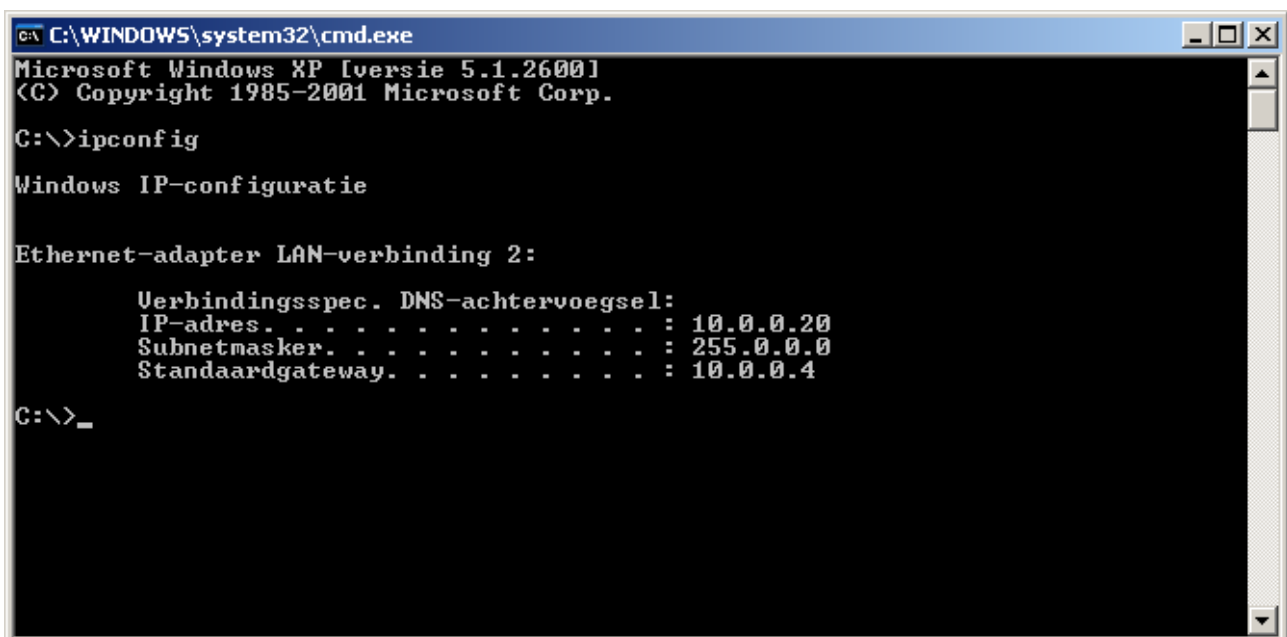 C:\WINDOWS\system32\cmd.exe
Microsoft Windows XP [versie 5.1.2600]
(C) Copyright 1985-2001 Microsoft Corp.
C:\>ipconfig
Windows IP-configuratie
Ethernet-adapter LAN-verbinding 2:
Verbindingsspec. DNS-achtervoegsel:
IP-adres. . . . . . . . . . . . . : 10.0.0.20
Subnetmasker. . . . . . . . . . . : 255.0.0.0
Standaardgateway. . . . . . . . . : 10.0.0.4
C:\>_